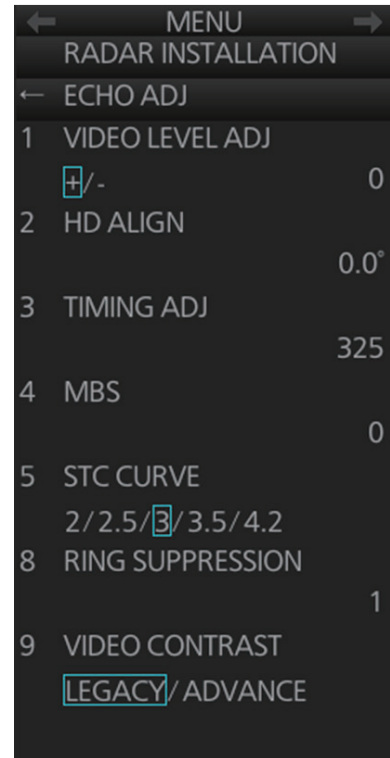 ← MENU →
RADAR INSTALLATION
← ECHO ADJ
1 VIDEO LEVEL ADJ
+/- 0
2 HD ALIGN
0.0°
3 TIMING ADJ
325
4 MBS
0
5 STC CURVE
2/2.5/3/3.5/4.2
8 RING SUPPRESSION
1
9 VIDEO CONTRAST
LEGACY/ADVANCE